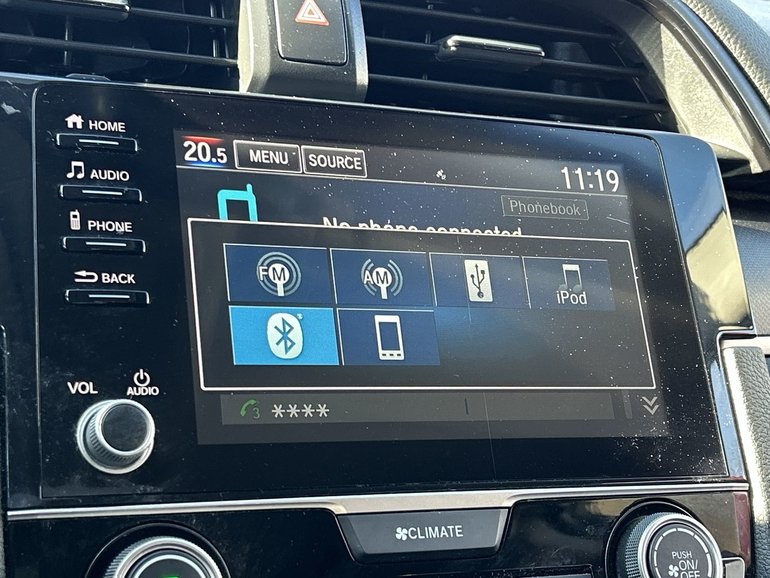 HOME
AUDIO
PHONE
BACK
VOL AUDIO
20.5 MENU SOURCE 11:19
Phonebook
No phone connected
FM AM iPod
3 ****
CLIMATE
PUSH
ON/
OFF